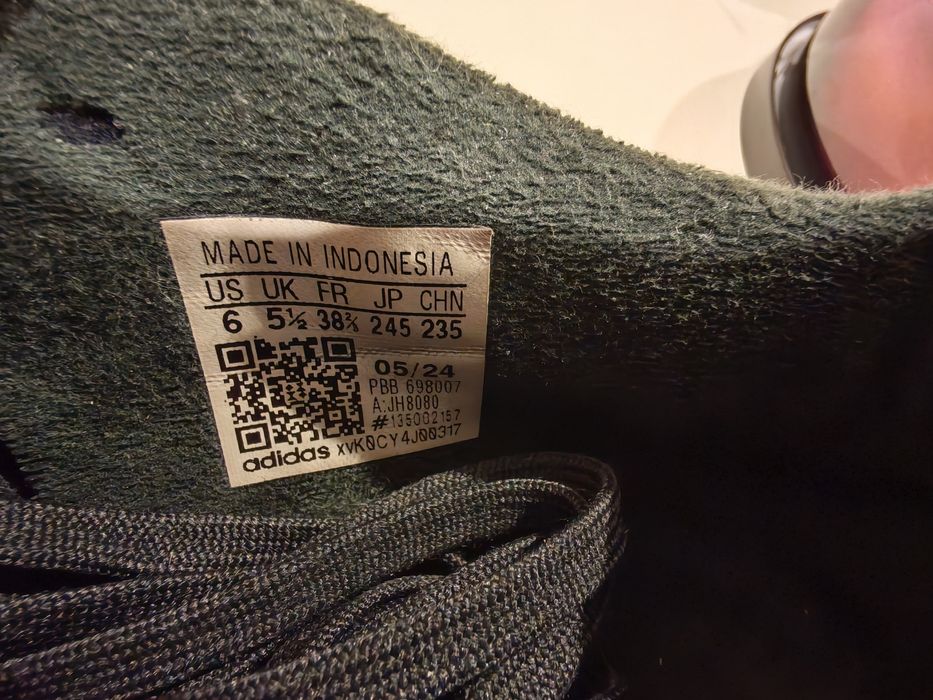 MADE IN INDONESIA
US UK FR JP CHN
6 5½ 38⅔ 245 235
05/24
PBB 698007
A:JH8080
#135002157
adidas xvK0CY4J00317